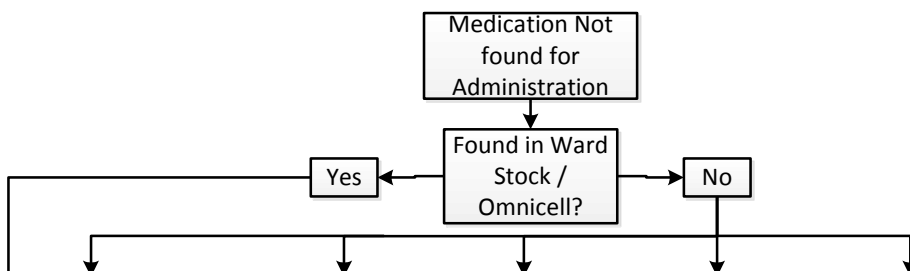 Medication Not
found for
Administration
Found in Ward
Stock /
Omnicell?
Yes
No